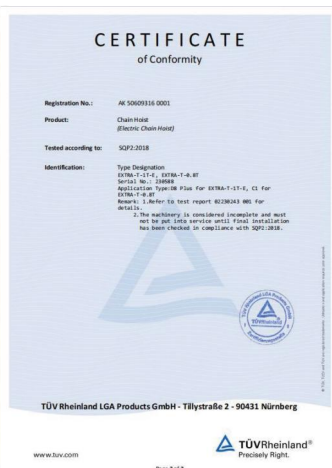 CERTIFICATE
of Conformity
Registration No.: AK 50609316 0001
Product: Chain Hoist
(Electric Chain Hoist)
Tested according to: SQP2:2018
Identification: Type Designation
EXTRA-T-1T-E, EXTRA-T-0.8T
Serial No.: 230588
Application Type:D8 Plus for EXTRA-T-1T-E, C1 for
EXTRA-T-0.8T
Remark: 1.Refer to test report 02230243 001 for
details.
2.The machinery is considered incomplete and must
not be put into service until final installation
has been checked in compliance with SQP2:2018.
TÜVRheinland
TÜV Rheinland LGA Products GmbH - Tillystraße 2 - 90431 Nürnberg
www.tuv.com
TÜVRheinland®
Precisely Right.